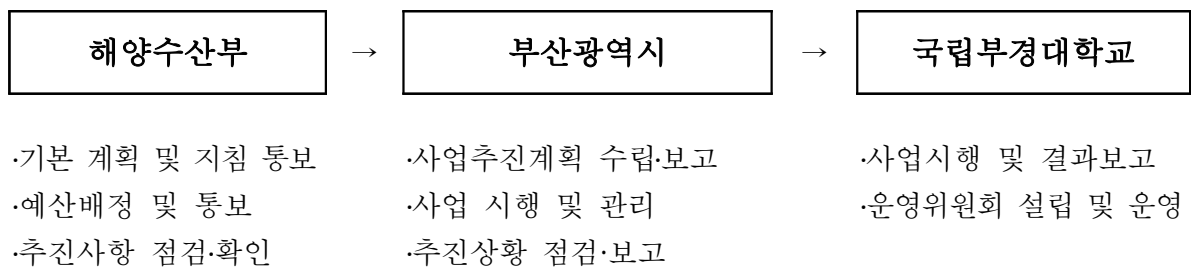 해양수산부 → 부산광역시 → 국립부경대학교
·기본 계획 및 지침 통보
·예산배정 및 통보
·추진사항 점검·확인
·사업추진계획 수립·보고
·사업 시행 및 관리
·추진상황 점검·보고
·사업시행 및 결과보고
·운영위원회 설립 및 운영